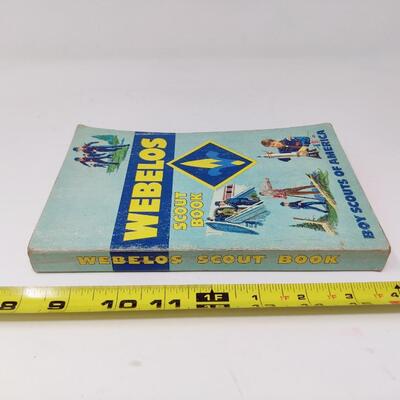 WEBELOS
SCOUT
BOOK
BOY SCOUTS OF AMERICA
WEBELOS SCOUT BOOK
8 9 10 11 1F 1 2 3 4